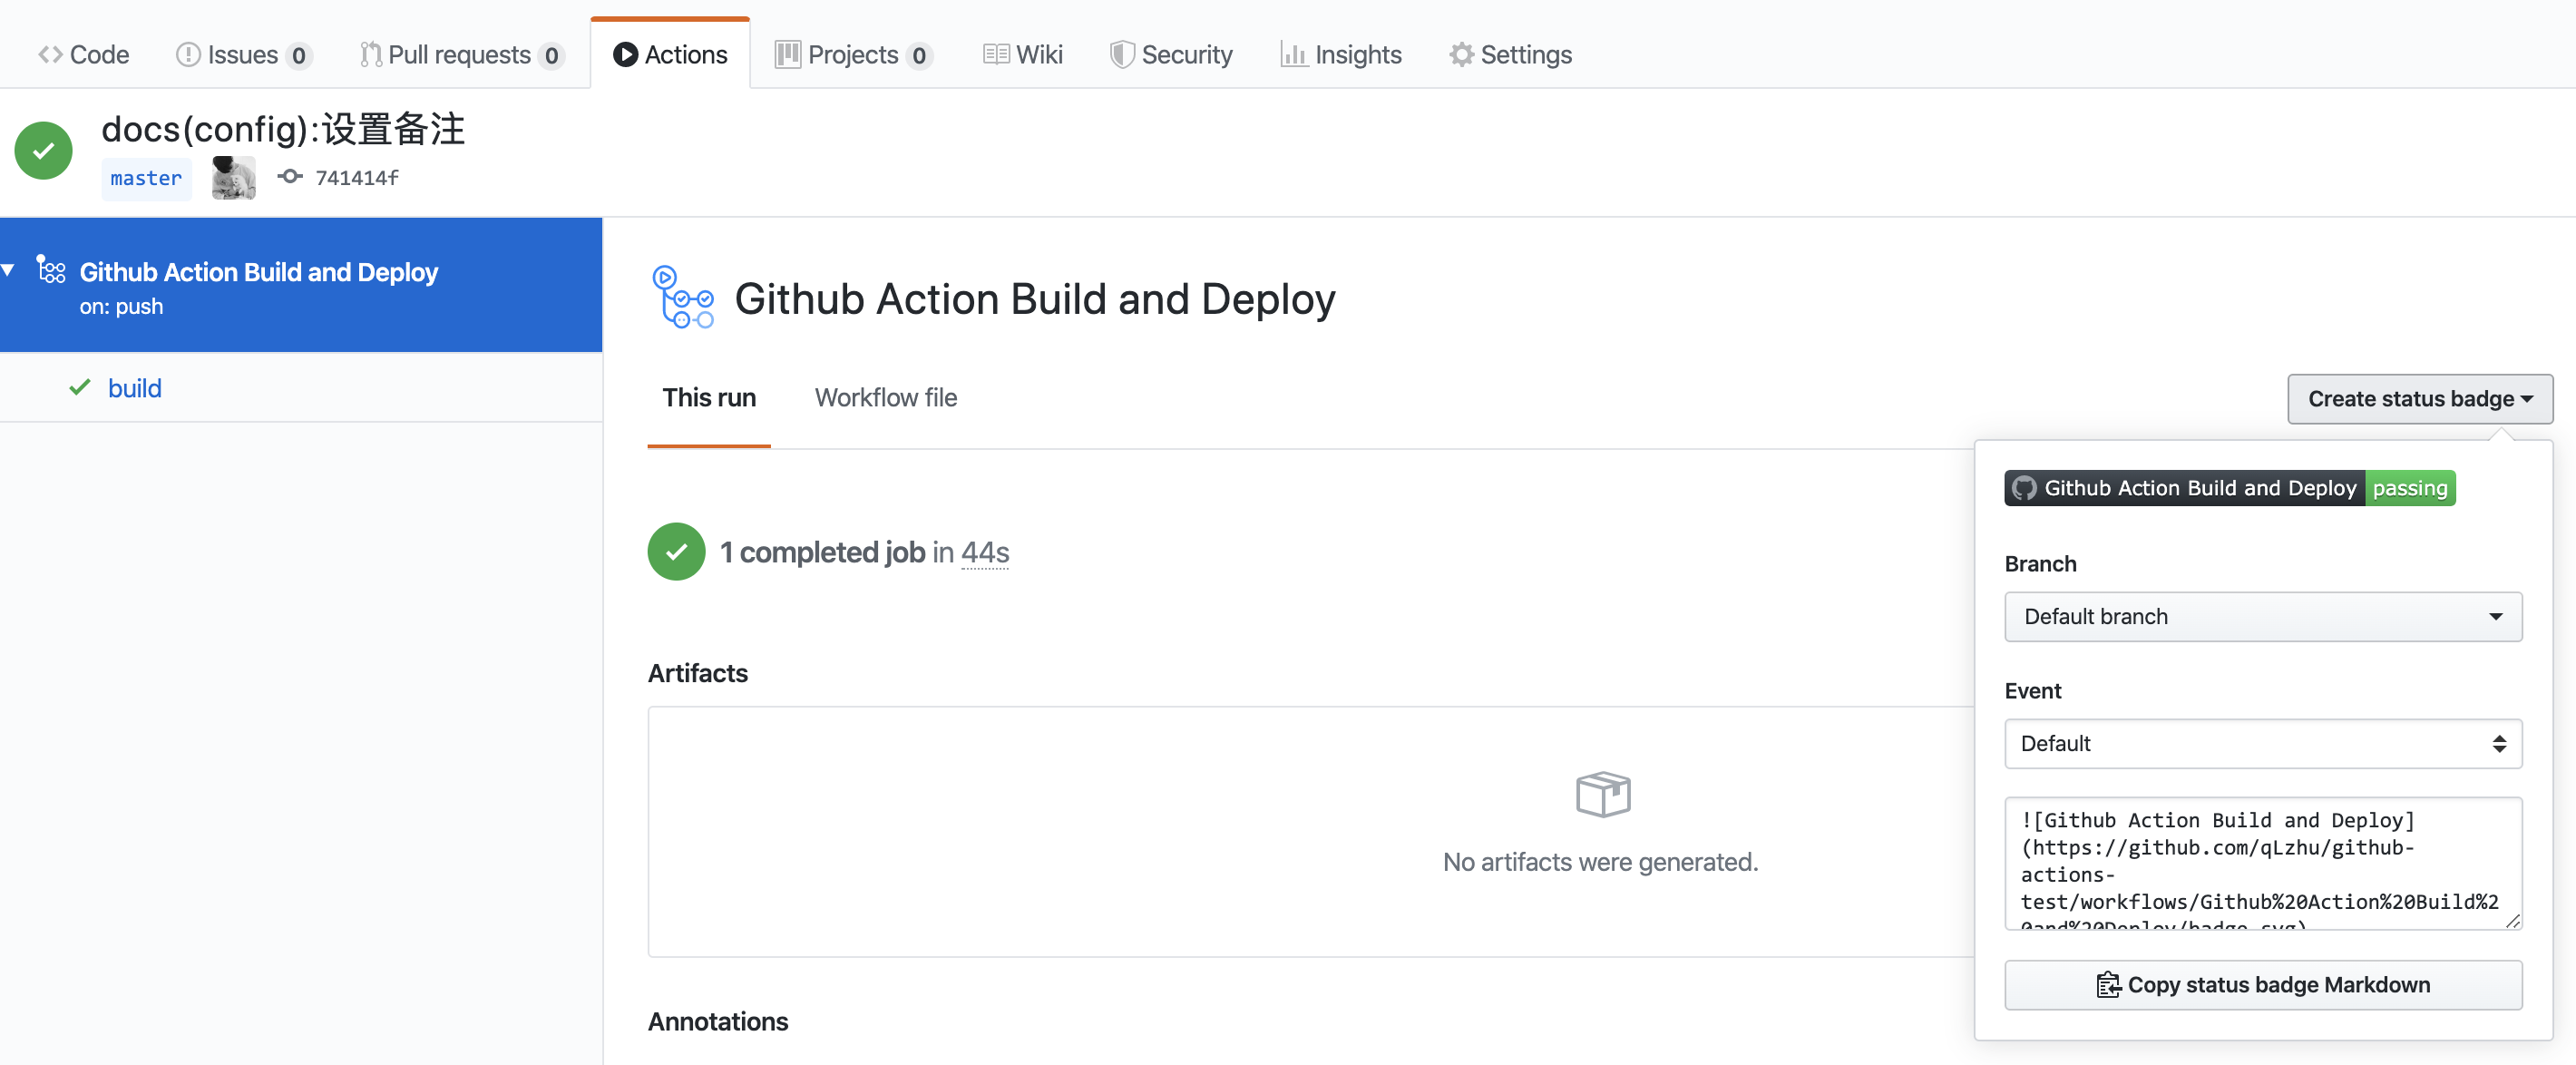 Code Issues 0 Pull requests 0 Actions Projects 0 Wiki Security Insights Settings
docs(config):设置备注
master 741414f
Github Action Build and Deploy
on: push
build
Github Action Build and Deploy
This run Workflow file
Create status badge
Github Action Build and Deploy passing
Branch
Default branch
Event
Default
![Github Action Build and Deploy]
(https://github.com/qLzhu/github-
actions-
test/workflows/Github%20Action%20Build%2
0and%20Deploy/badge.svg)
Copy status badge Markdown
1 completed job in 44s
Artifacts
No artifacts were generated.
Annotations